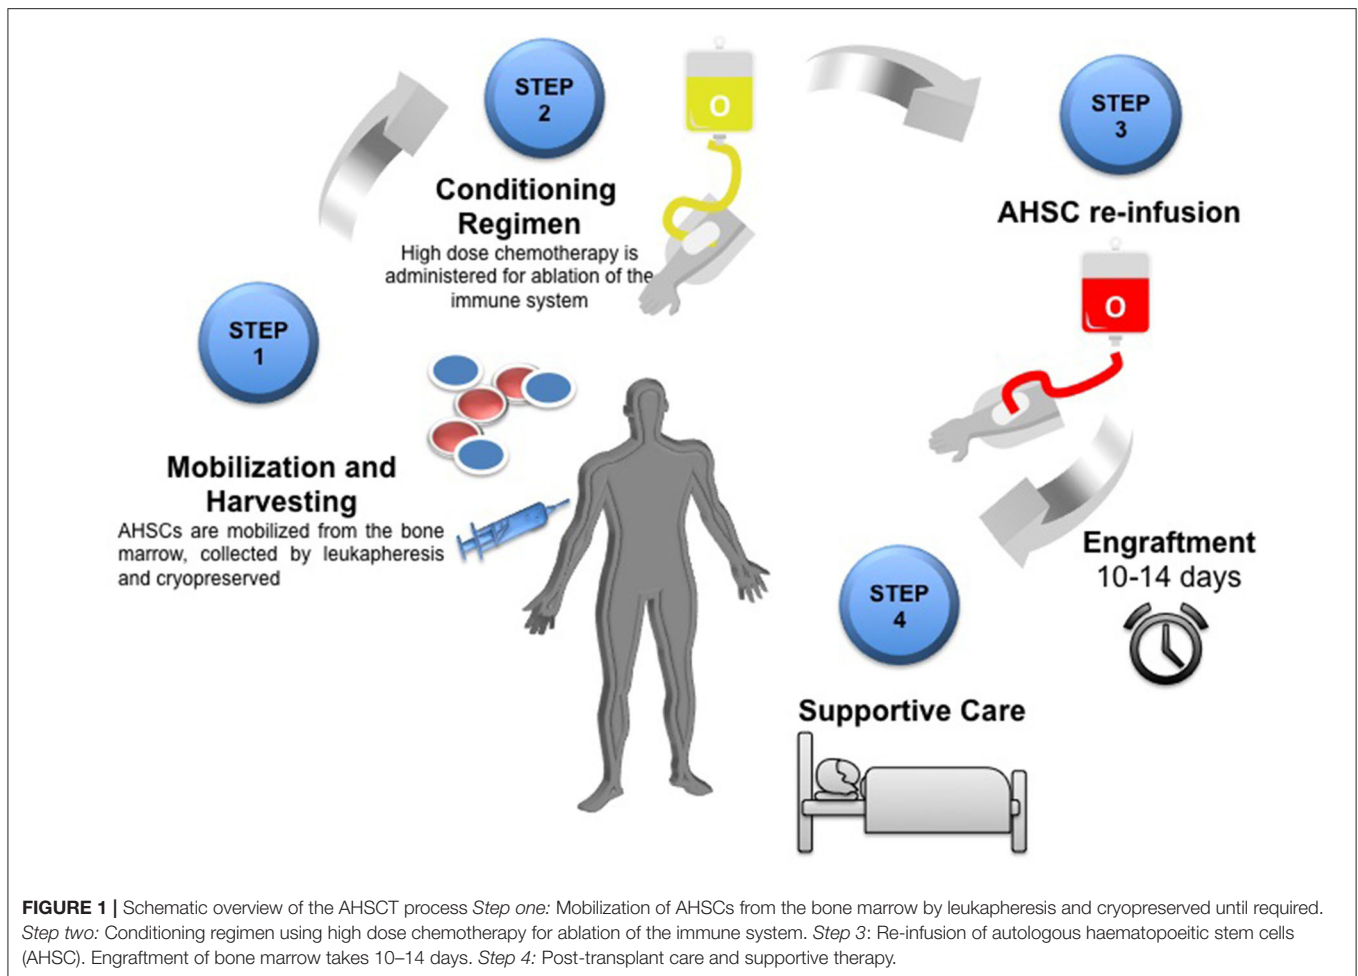 STEP
1
Mobilization and
Harvesting
AHSCs are mobilized from the bone
marrow, collected by leukapheresis
and cryopreserved
STEP
2
Conditioning
Regimen
High dose chemotherapy is
administered for ablation of the
immune system
O
STEP
3
AHSC re-infusion
O
Engraftment
10-14 days
STEP
4
Supportive Care
FIGURE 1 | Schematic overview of the AHSCT process Step one: Mobilization of AHSCs from the bone marrow by leukapheresis and cryopreserved until required.
Step two: Conditioning regimen using high dose chemotherapy for ablation of the immune system. Step 3: Re-infusion of autologous haematopoeitic stem cells
(AHSC). Engraftment of bone marrow takes 10–14 days. Step 4: Post-transplant care and supportive therapy.